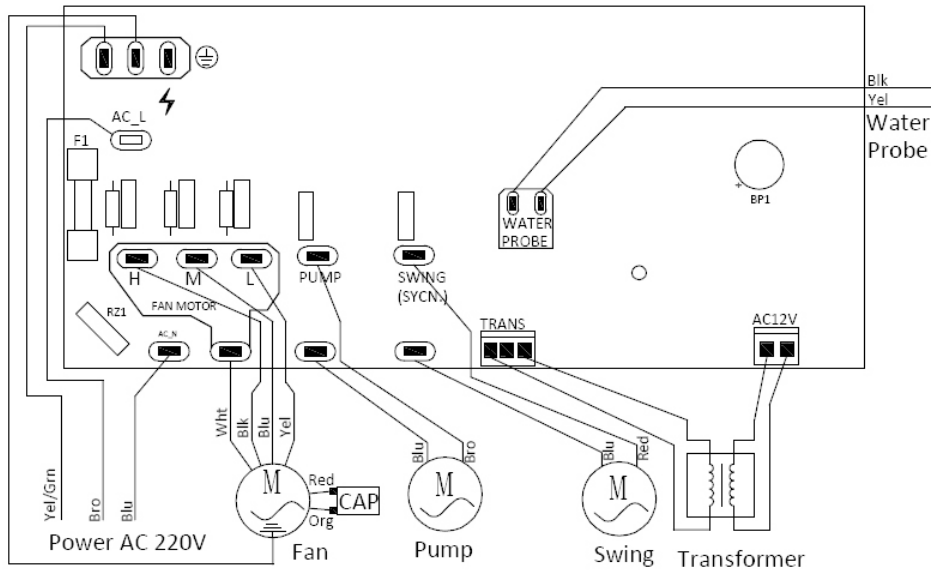 Blk
Yel
Water
Probe
AC_L
F1
BP1
WATER
PROBE
H M L
PUMP
SWING
(SYCN.)
FAN MOTOR
RZ1
AC_N
TRANS
AC12V
Wht
Blk
Blu
Yel
Blu
Bro
Blu
Red
Yel/Grn
Bro
Blu
M
Red
CAP
Org
M
M
Power AC 220V
Fan
Pump
Swing
Transformer